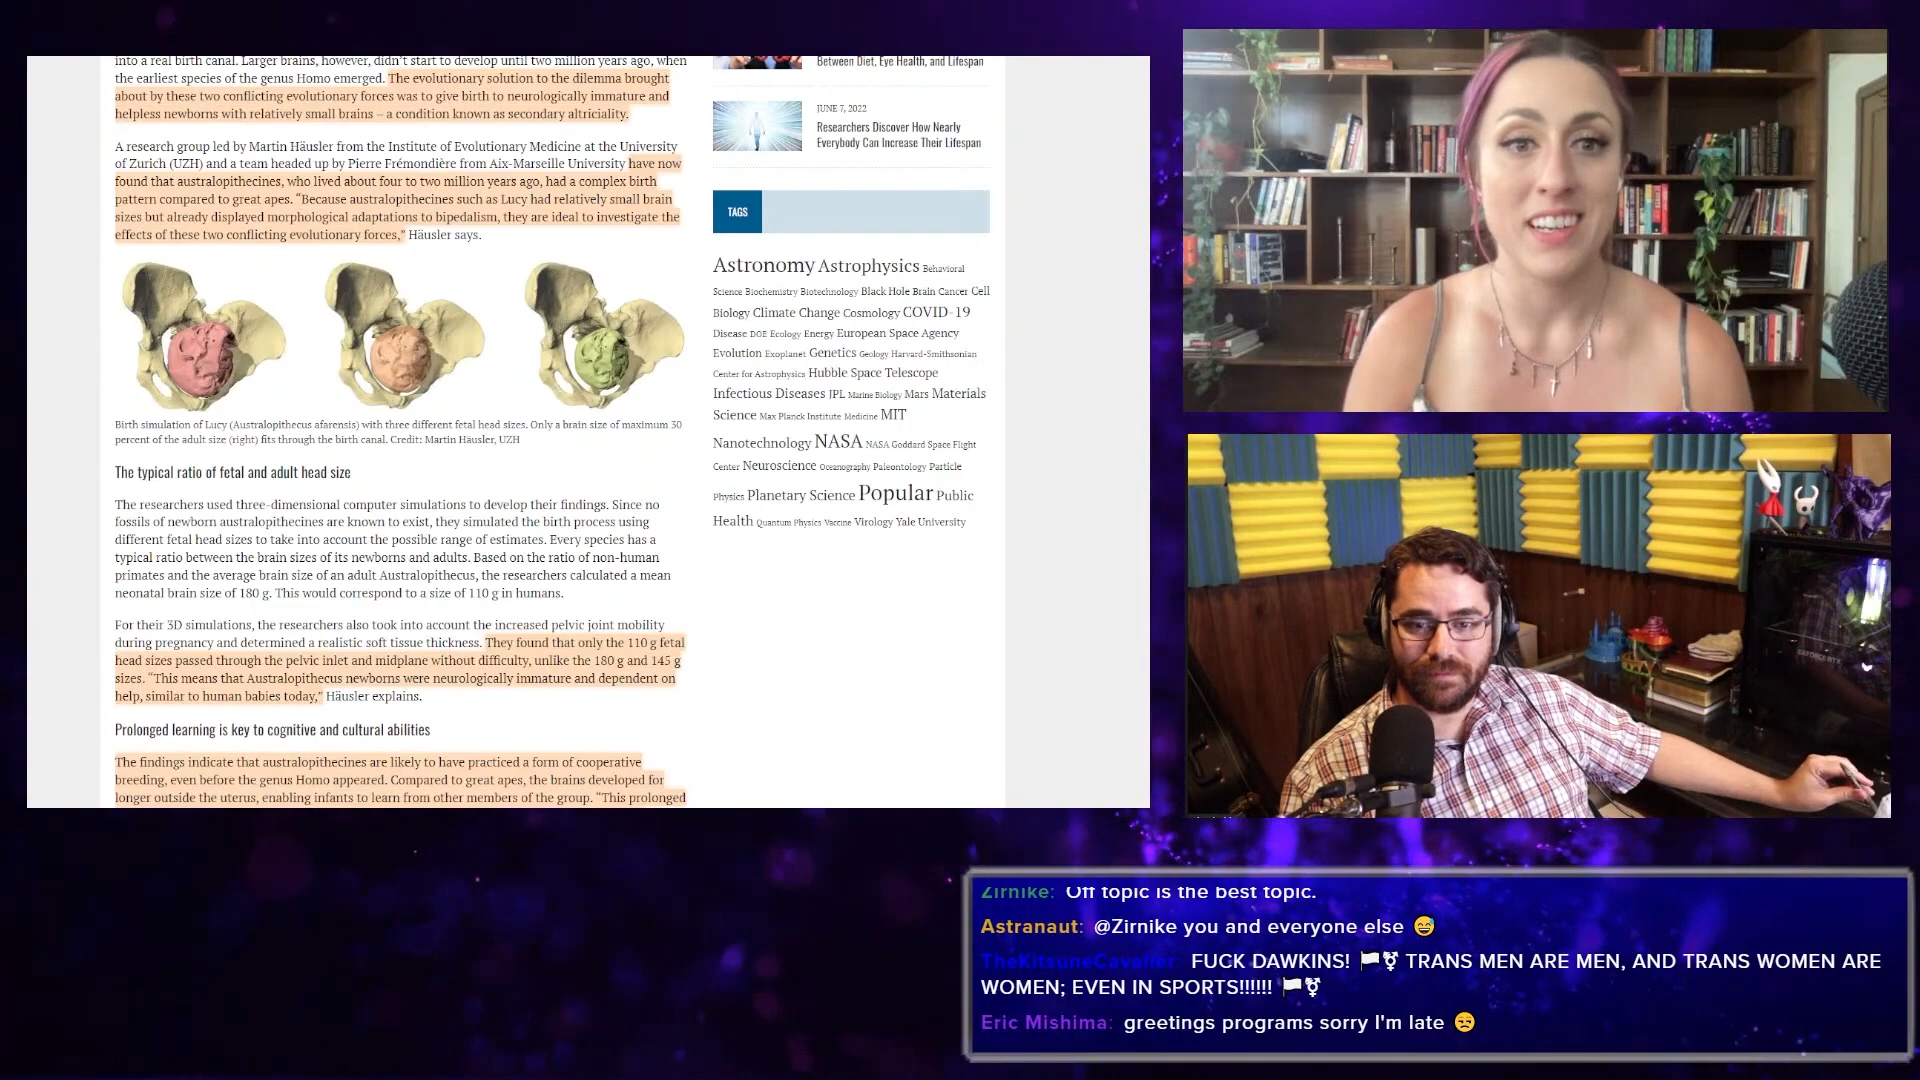 into a real birth canal. Larger brains, however, didn't start to develop until two million years ago, when
the earliest species of the genus Homo emerged. The evolutionary solution to the dilemma brought
about by these two conflicting evolutionary forces was to give birth to neurologically immature and
helpless newborns with relatively small brains – a condition known as secondary altriciality.
A research group led by Martin Häusler from the Institute of Evolutionary Medicine at the University
of Zurich (UZH) and a team headed up by Pierre Frémondière from Aix-Marseille University have now
found that australopithecines, who lived about four to two million years ago, had a complex birth
pattern compared to great apes. “Because australopithecines such as Lucy had relatively small brain
sizes but already displayed morphological adaptations to bipedalism, they are ideal to investigate the
effects of these two conflicting evolutionary forces,” Häusler says.
Birth simulation of Lucy (Australopithecus afarensis) with three different fetal head sizes. Only a brain size of maximum 30
percent of the adult size (right) fits through the birth canal. Credit: Martin Häusler, UZH
The typical ratio of fetal and adult head size
The researchers used three-dimensional computer simulations to develop their findings. Since no
fossils of newborn australopithecines are known to exist, they simulated the birth process using
different fetal head sizes to take into account the possible range of estimates. Every species has a
typical ratio between the brain sizes of its newborns and adults. Based on the ratio of non-human
primates and the average brain size of an adult Australopithecus, the researchers calculated a mean
neonatal brain size of 180 g. This would correspond to a size of 110 g in humans.
For their 3D simulations, the researchers also took into account the increased pelvic joint mobility
during pregnancy and determined a realistic soft tissue thickness. They found that only the 110 g fetal
head sizes passed through the pelvic inlet and midplane without difficulty, unlike the 180 g and 145 g
sizes. “This means that Australopithecus newborns were neurologically immature and dependent on
help, similar to human babies today,” Häusler explains.
Prolonged learning is key to cognitive and cultural abilities
The findings indicate that australopithecines are likely to have practiced a form of cooperative
breeding, even before the genus Homo appeared. Compared to great apes, the brains developed for
longer outside the uterus, enabling infants to learn from other members of the group. “This prolonged
Between Diet, Eye Health, and Lifespan
JUNE 7, 2022
Researchers Discover How Nearly
Everybody Can Increase Their Lifespan
TAGS
Astronomy Astrophysics Behavioral
Science Biochemistry Biotechnology Black Hole Brain Cancer Cell
Biology Climate Change Cosmology COVID-19
Disease DOE Ecology Energy European Space Agency
Evolution Exoplanet Genetics Geology Harvard-Smithsonian
Center for Astrophysics Hubble Space Telescope
Infectious Diseases JPL Marine Biology Mars Materials
Science Max Planck Institute Medicine MIT
Nanotechnology NASA NASA Goddard Space Flight
Center Neuroscience Oceanography Paleontology Particle
Physics Planetary Science Popular Public
Health Quantum Physics Vaccine Virology Yale University
GEFORCE RTX
Zirnike: Off topic is the best topic.
Astranaut: @Zirnike you and everyone else 😅
TheKitsuneCavalier: FUCK DAWKINS! 🏳⚧ TRANS MEN ARE MEN, AND TRANS WOMEN ARE
WOMEN; EVEN IN SPORTS!!!!!! 🏳⚧
Eric Mishima: greetings programs sorry I'm late 😒